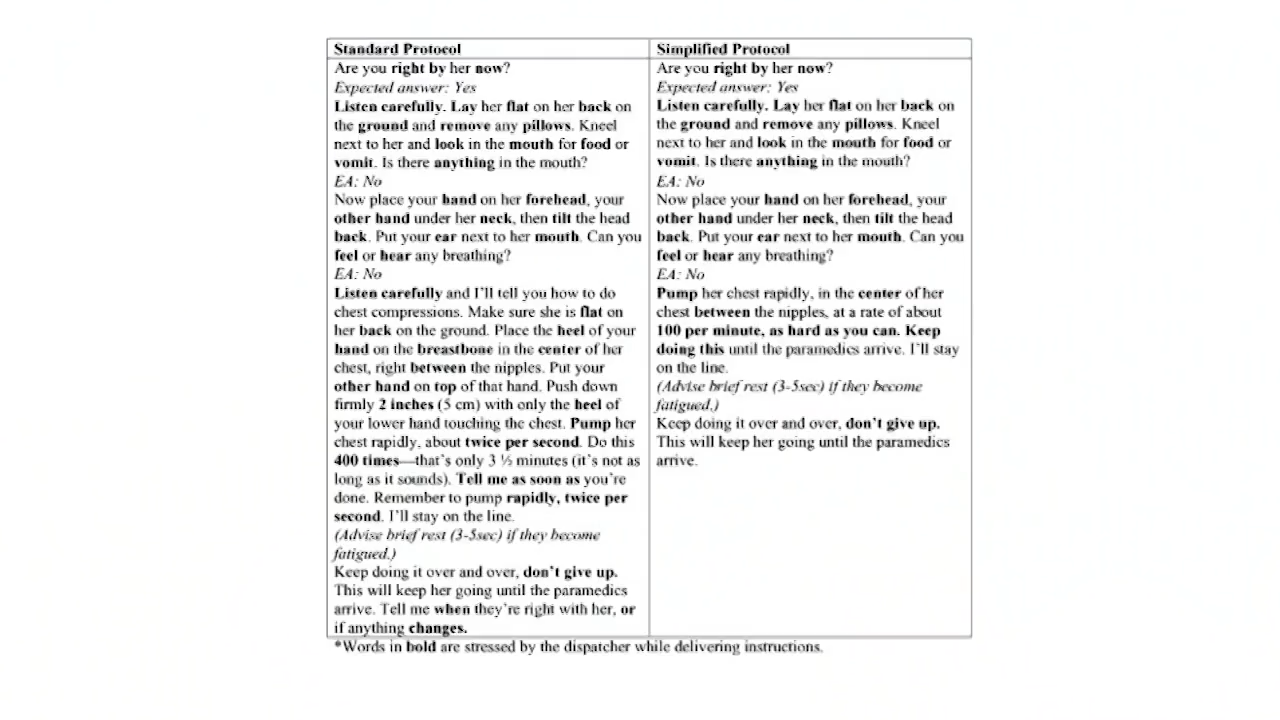 Standard Protocol
Are you right by her now?
Expected answer: Yes
Listen carefully. Lay her flat on her back on
the ground and remove any pillows. Kneel
next to her and look in the mouth for food or
vomit. Is there anything in the mouth?
EA: No
Now place your hand on her forehead, your
other hand under her neck, then tilt the head
back. Put your ear next to her mouth. Can you
feel or hear any breathing?
EA: No
Listen carefully and I'll tell you how to do
chest compressions. Make sure she is flat on
her back on the ground. Place the heel of your
hand on the breastbone in the center of her
chest, right between the nipples. Put your
other hand on top of that hand. Push down
firmly 2 inches (5 cm) with only the heel of
your lower hand touching the chest. Pump her
chest rapidly, about twice per second. Do this
400 times—that's only 3 ½ minutes (it's not as
long as it sounds). Tell me as soon as you're
done. Remember to pump rapidly, twice per
second. I'll stay on the line.
(Advise brief rest (3-5sec) if they become
fatigued.)
Keep doing it over and over, don't give up.
This will keep her going until the paramedics
arrive. Tell me when they're right with her, or
if anything changes.
Simplified Protocol
Are you right by her now?
Expected answer: Yes
Listen carefully. Lay her flat on her back on
the ground and remove any pillows. Kneel
next to her and look in the mouth for food or
vomit. Is there anything in the mouth?
EA: No
Now place your hand on her forehead, your
other hand under her neck, then tilt the head
back. Put your ear next to her mouth. Can you
feel or hear any breathing?
EA: No
Pump her chest rapidly, in the center of her
chest between the nipples, at a rate of about
100 per minute, as hard as you can. Keep
doing this until the paramedics arrive. I'll stay
on the line.
(Advise brief rest (3-5sec) if they become
fatigued.)
Keep doing it over and over, don't give up.
This will keep her going until the paramedics
arrive.
*Words in bold are stressed by the dispatcher while delivering instructions.